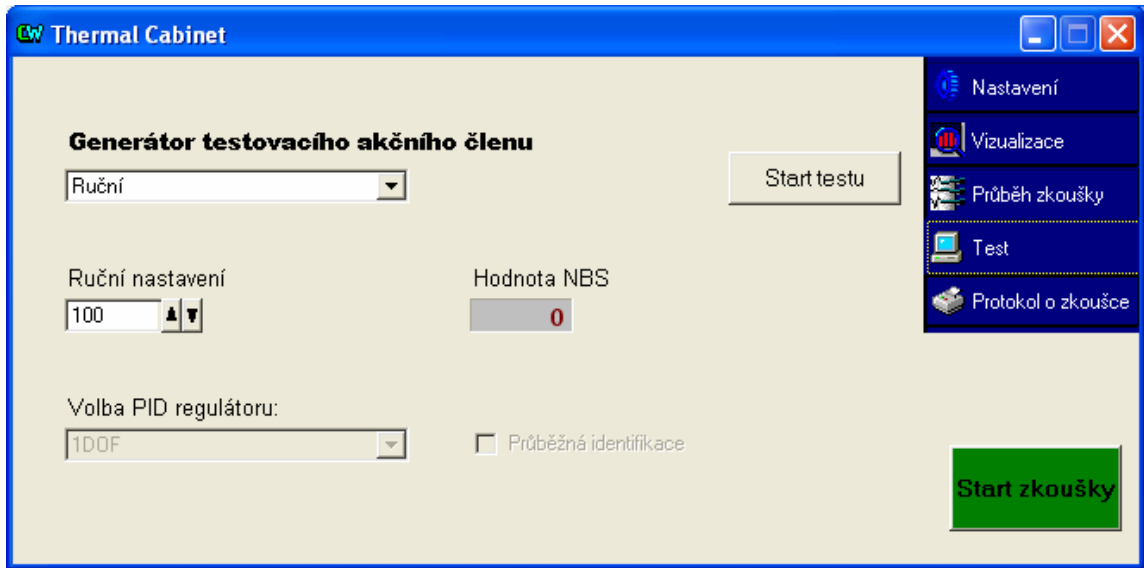 CW Thermal Cabinet
Nastavení
Vizualizace
Průběh zkoušky
Test
Protokol o zkoušce
Generátor testovacího akčního členu
Ruční
Start testu
Ruční nastavení
Hodnota NBS
100
0
Volba PID regulátoru:
1DOF
Průběžná identifikace
Start zkoušky